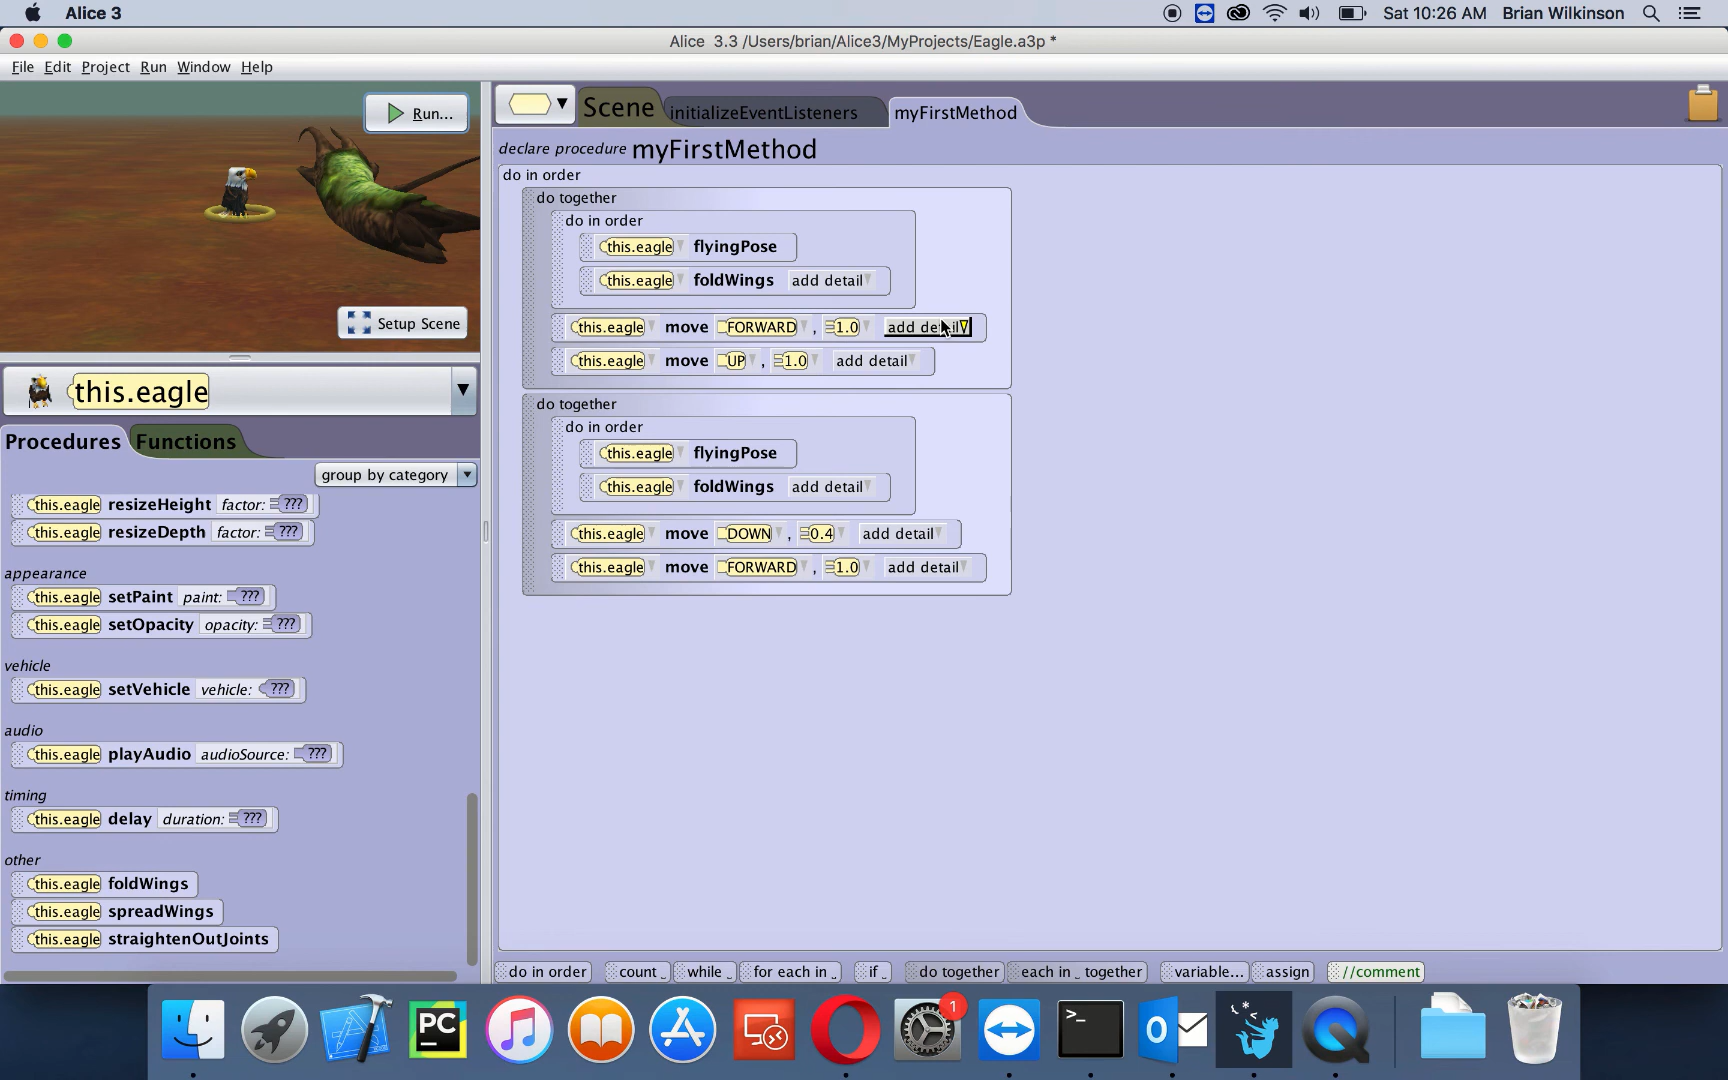 Alice 3
Sat 10:26 AM Brian Wilkinson
Alice 3.3 /Users/brian/Alice3/MyProjects/Eagle.a3p *
File Edit Project Run Window Help
Run...
Setup Scene
this.eagle
Procedures Functions
group by category
this.eagle resizeHeight factor: ???
this.eagle resizeDepth factor: ???
appearance
this.eagle setPaint paint: ???
this.eagle setOpacity opacity: ???
vehicle
this.eagle setVehicle vehicle: ???
audio
this.eagle playAudio audioSource: ???
timing
this.eagle delay duration: ???
other
this.eagle foldWings
this.eagle spreadWings
this.eagle straightenOutJoints
Scene initializeEventListeners myFirstMethod
declare procedure myFirstMethod
do in order
do together
do in order
this.eagle flyingPose
this.eagle foldWings add detail
this.eagle move FORWARD , 1.0 add detail
this.eagle move UP , 1.0 add detail
do together
do in order
this.eagle flyingPose
this.eagle foldWings add detail
this.eagle move DOWN , 0.4 add detail
this.eagle move FORWARD , 1.0 add detail
do in order count _ while _ for each in _ if _ do together each in _ together variable... assign //comment
PC
>_
1
O